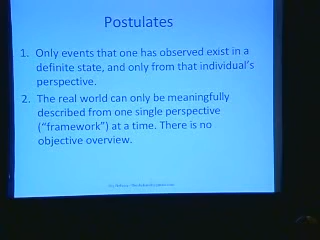 Postulates
1. Only events that one has observed exist in a
definite state, and only from that individual's
perspective.
2. The real world can only be meaningfully
described from one single perspective
("framework") at a time. There is no
objective overview.